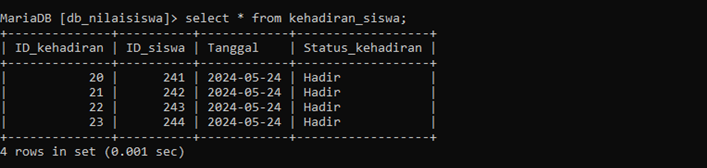 MariaDB [db_nilaisiswa]> select * from kehadiran_siswa;
+--------------+----------+------------+------------------+
| ID_kehadiran | ID_siswa | Tanggal    | Status_kehadiran |
+--------------+----------+------------+------------------+
|           20 |      241 | 2024-05-24 | Hadir            |
|           21 |      242 | 2024-05-24 | Hadir            |
|           22 |      243 | 2024-05-24 | Hadir            |
|           23 |      244 | 2024-05-24 | Hadir            |
+--------------+----------+------------+------------------+
4 rows in set (0.001 sec)